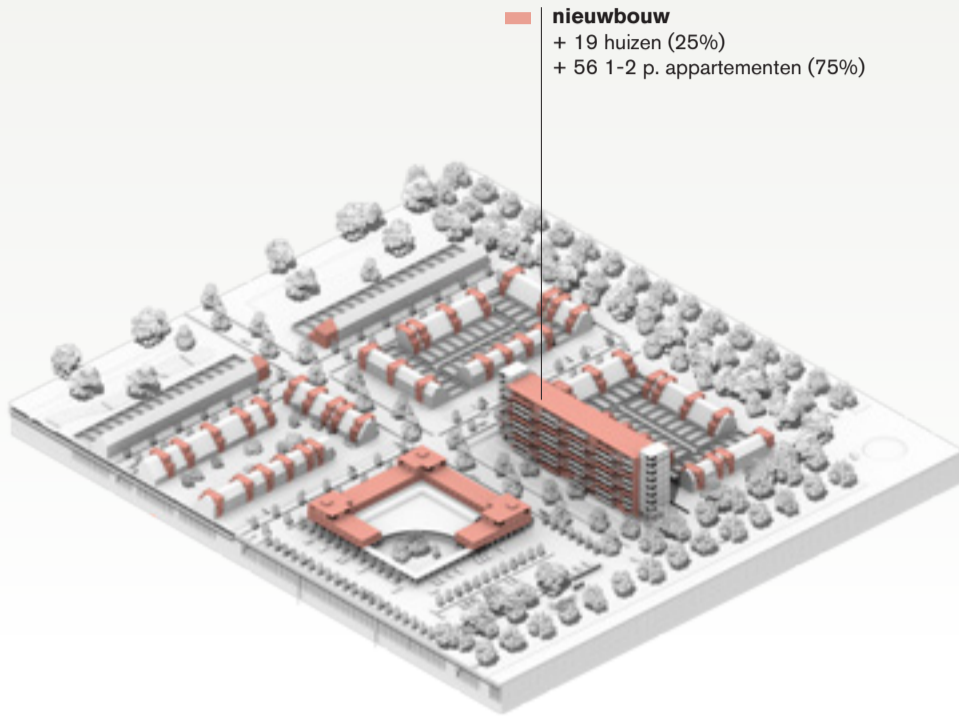 nieuwbouw
+ 19 huizen (25%)
+ 56 1-2 p. appartementen (75%)